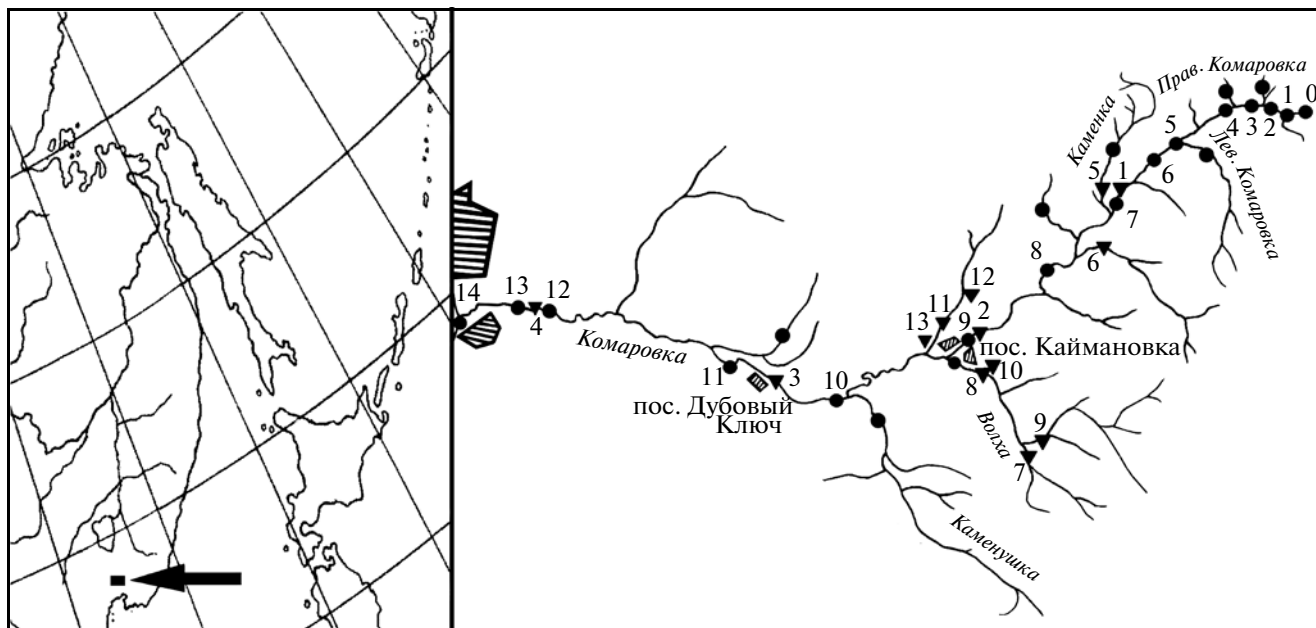 Прав. Комаровка
1 0
5
4 3 2
Каменка
Лев. Комаровка
6
5 1
7
8
6
12
14
13
12
4
11
2
13
9
Комаровка
пос. Каймановка
10
11
3
10
8
пос. Дубовый
Ключ
Волха
9
7
Каменушка